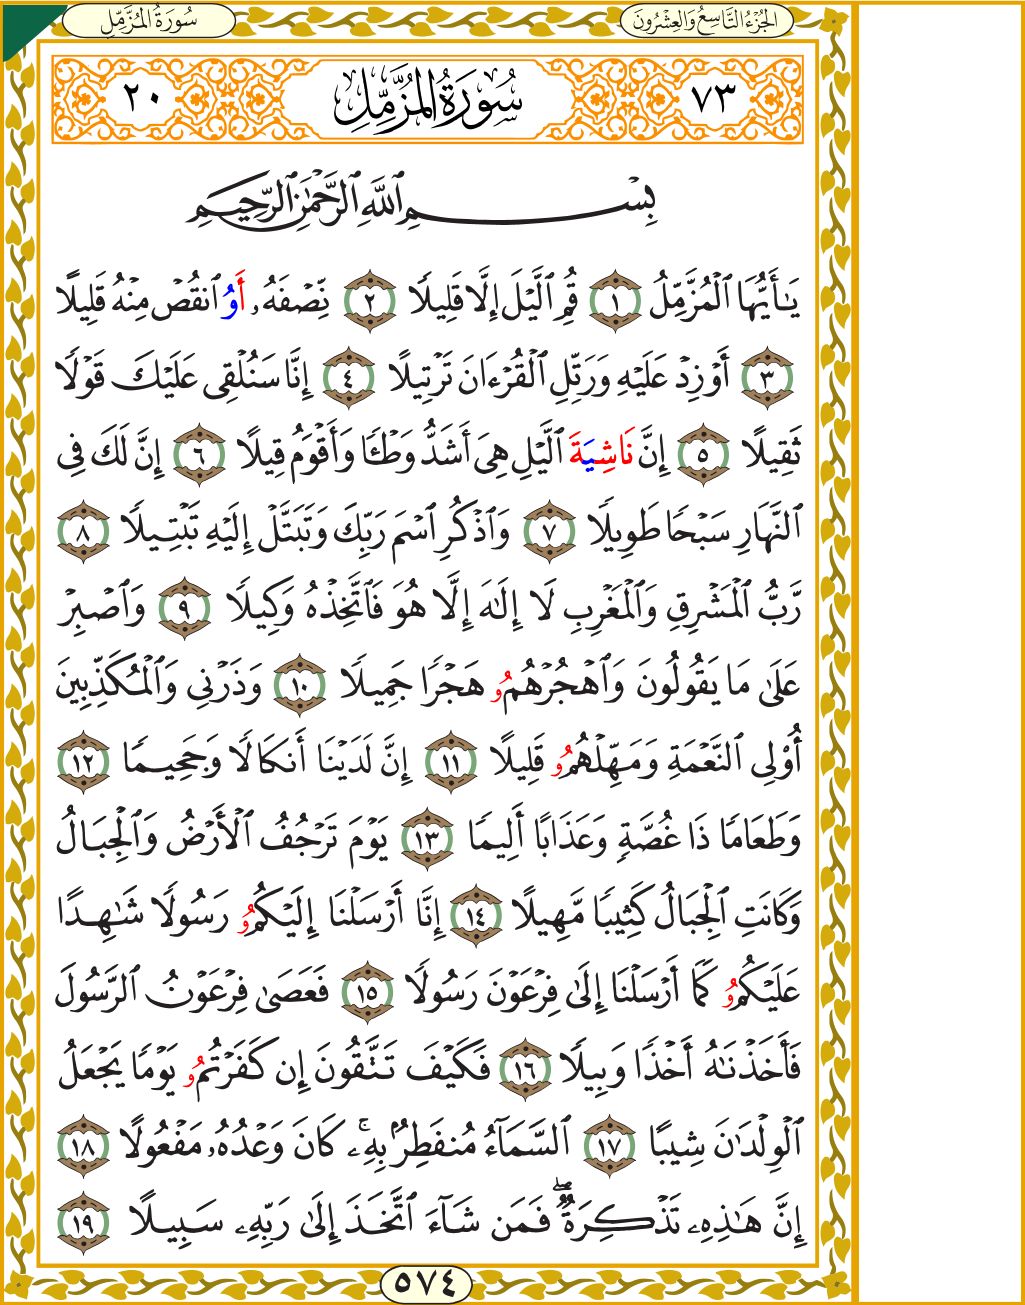 سُورَةُ المُزَّمِّلِ الجُزْءُ التَّاسِعُ وَالعِشْرُونَ
٧٣ سُورَةُ المُزَّمِّلِ ٢٠
بِسْمِ ٱللَّهِ ٱلرَّحْمَٰنِ ٱلرَّحِيمِ
يَٰٓأَيُّهَا ٱلْمُزَّمِّلُ ١ قُمِ ٱلَّيْلَ إِلَّا قَلِيلًا ٢ نِّصْفَهُۥ أَوُ ٱنقُصْ مِنْهُ قَلِيلًا
٣ أَوْ زِدْ عَلَيْهِ وَرَتِّلِ ٱلْقُرْءَانَ تَرْتِيلًا ٤ إِنَّا سَنُلْقِى عَلَيْكَ قَوْلًا
ثَقِيلًا ٥ إِنَّ نَاشِيَةَ ٱلَّيْلِ هِىَ أَشَدُّ وَطْـًٔا وَأَقْوَمُ قِيلًا ٦ إِنَّ لَكَ فِى
ٱلنَّهَارِ سَبْحًا طَوِيلًا ٧ وَٱذْكُرِ ٱسْمَ رَبِّكَ وَتَبَتَّلْ إِلَيْهِ تَبْتِيلًا ٨
رَّبُّ ٱلْمَشْرِقِ وَٱلْمَغْرِبِ لَآ إِلَٰهَ إِلَّا هُوَ فَٱتَّخِذْهُ وَكِيلًا ٩ وَٱصْبِرْ
عَلَىٰ مَا يَقُولُونَ وَٱهْجُرْهُمُۥ هَجْرًا جَمِيلًا ١٠ وَذَرْنِى وَٱلْمُكَذِّبِينَ
أُوْلِى ٱلنَّعْمَةِ وَمَهِّلْهُمُۥ قَلِيلًا ١١ إِنَّ لَدَيْنَآ أَنكَالًا وَجَحِيمًا ١٢
وَطَعَامًا ذَا غُصَّةٍ وَعَذَابًا أَلِيمًا ١٣ يَوْمَ تَرْجُفُ ٱلْأَرْضُ وَٱلْجِبَالُ
وَكَانَتِ ٱلْجِبَالُ كَثِيبًا مَّهِيلًا ١٤ إِنَّآ أَرْسَلْنَآ إِلَيْكُمُۥ رَسُولًا شَٰهِدًا
عَلَيْكُمُۥ كَمَآ أَرْسَلْنَآ إِلَىٰ فِرْعَوْنَ رَسُولًا ١٥ فَعَصَىٰ فِرْعَوْنُ ٱلرَّسُولَ
فَأَخَذْنَٰهُ أَخْذًا وَبِيلًا ١٦ فَكَيْفَ تَتَّقُونَ إِن كَفَرْتُمُۥ يَوْمًا يَجْعَلُ
ٱلْوِلْدَٰنَ شِيبًا ١٧ ٱلسَّمَآءُ مُنفَطِرٌۢ بِهِۦۚ كَانَ وَعْدُهُۥ مَفْعُولًا ١٨
إِنَّ هَٰذِهِۦ تَذْكِرَةٌۖ فَمَن شَآءَ ٱتَّخَذَ إِلَىٰ رَبِّهِۦ سَبِيلًا ١٩
٥٧٤